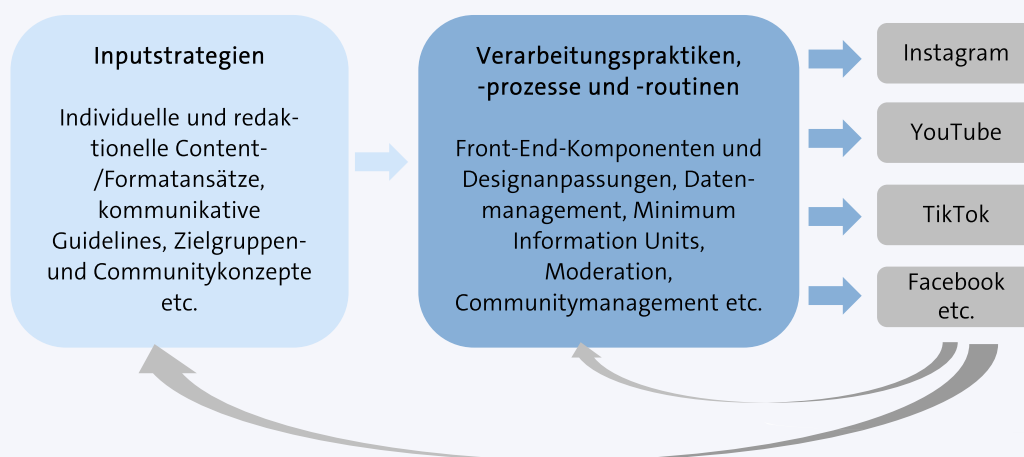 Inputstrategien
Individuelle und redak-
tionelle Content-
/Formatansätze,
kommunikative
Guidelines, Zielgruppen-
und Communitykonzepte
etc.
Verarbeitungspraktiken,
-prozesse und -routinen
Front-End-Komponenten und
Designanpassungen, Daten-
management, Minimum
Information Units,
Moderation,
Communitymanagement etc.
Instagram
YouTube
TikTok
Facebook
etc.